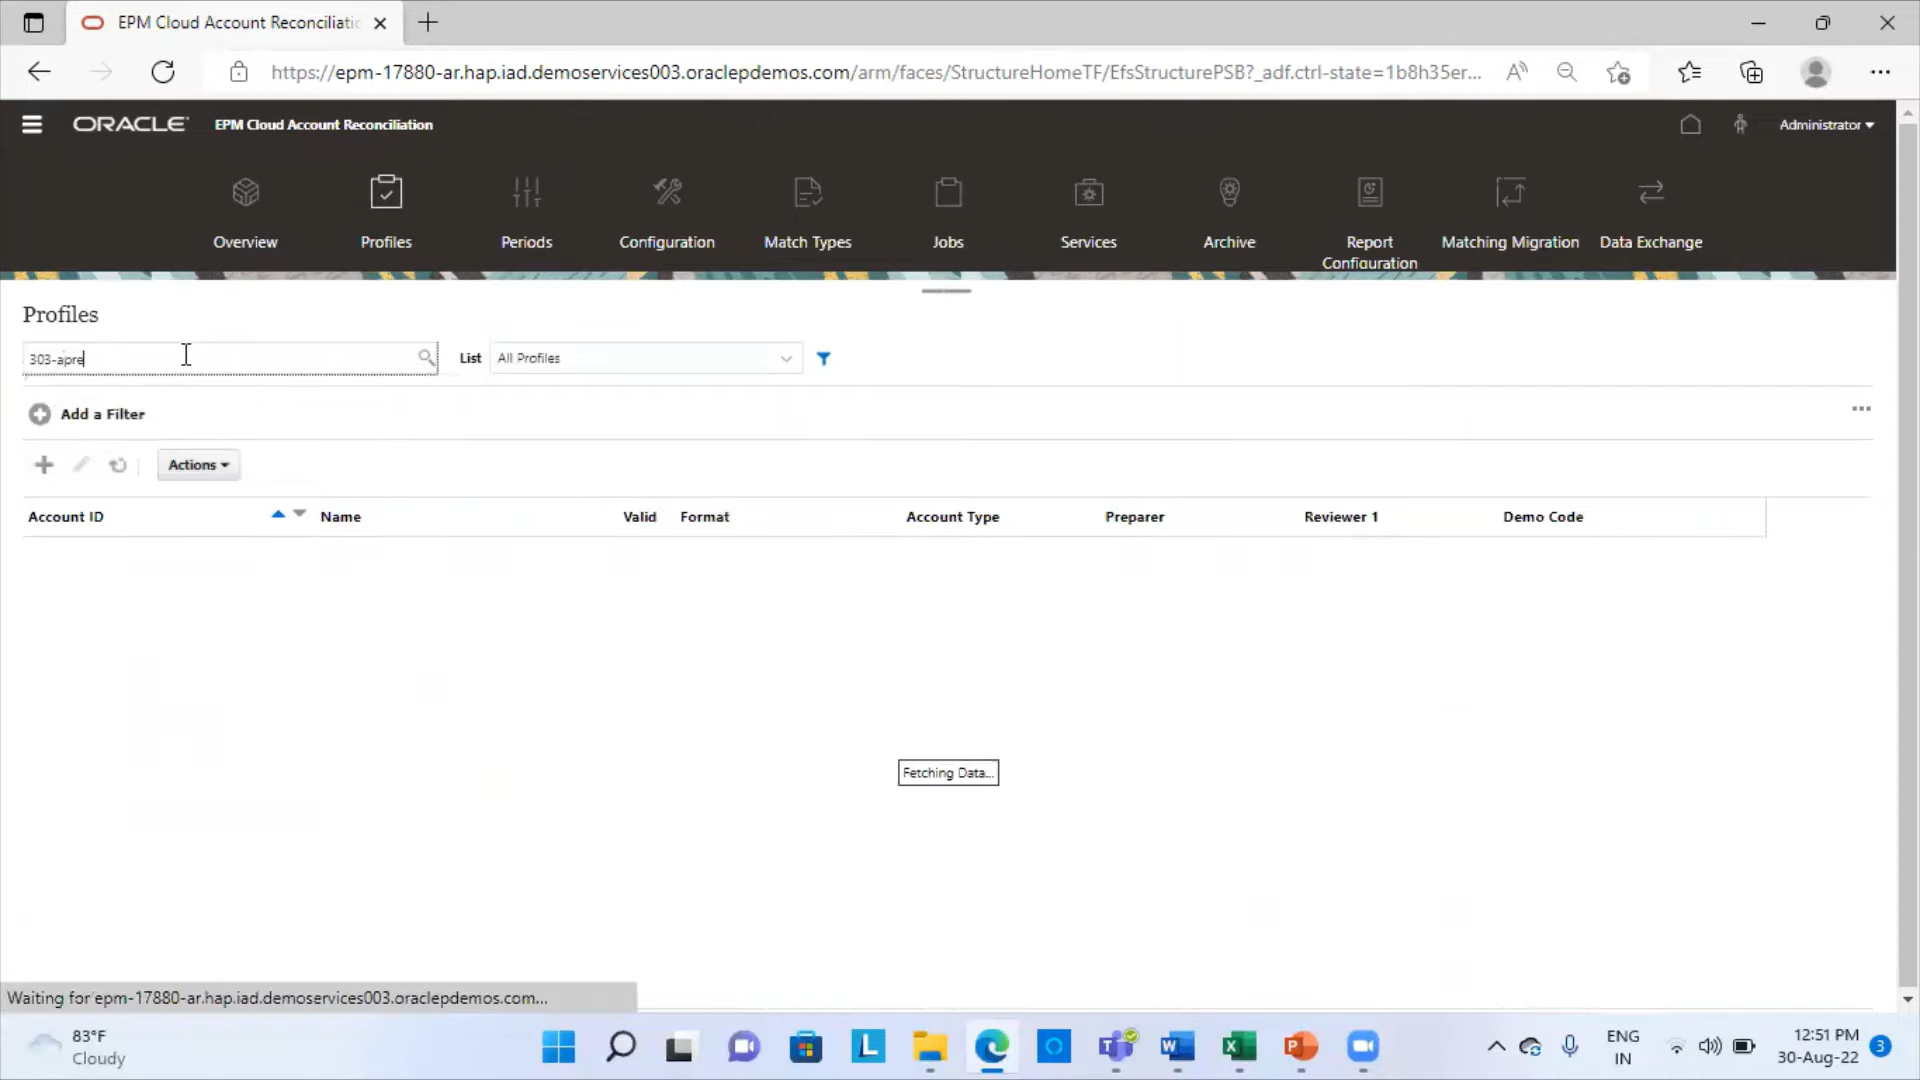 EPM Cloud Account Reconciliatio
https://epm-17880-ar.hap.iad.demoservices003.oraclepdemos.com/arm/faces/StructureHomeTF/EfsStructurePSB?_adf.ctrl-state=1b8h35er...
ORACLE EPM Cloud Account Reconciliation Administrator
Overview Profiles Periods Configuration Match Types Jobs Services Archive Report Configuration Matching Migration Data Exchange
Profiles
303-apre List All Profiles
Add a Filter
Actions
Account ID Name Valid Format Account Type Preparer Reviewer 1 Demo Code
Fetching Data...
Waiting for epm-17880-ar.hap.iad.demoservices003.oraclepdemos.com...
83°F
Cloudy
ENG
IN
12:51 PM
30-Aug-22
3